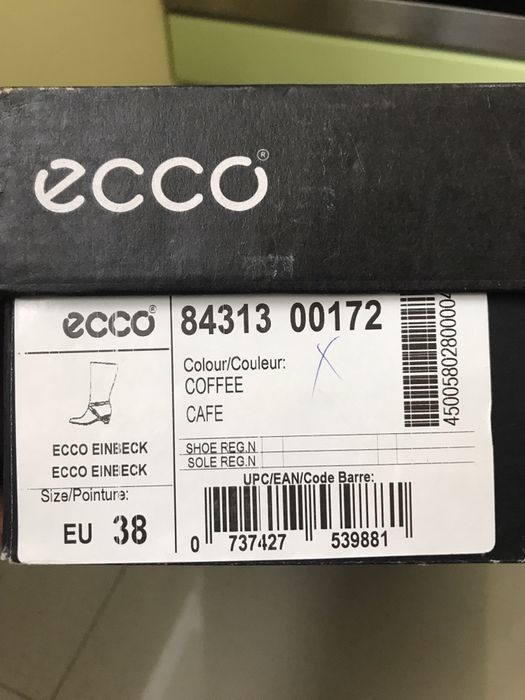 ecco®
ecco®
84313 00172
Colour/Couleur:
COFFEE
CAFE
ECCO EINBECK
ECCO EINBECK
Size/Pointure:
EU 38
SHOE REG.N
SOLE REG.N
UPC/EAN/Code Barre:
0 737427 539881